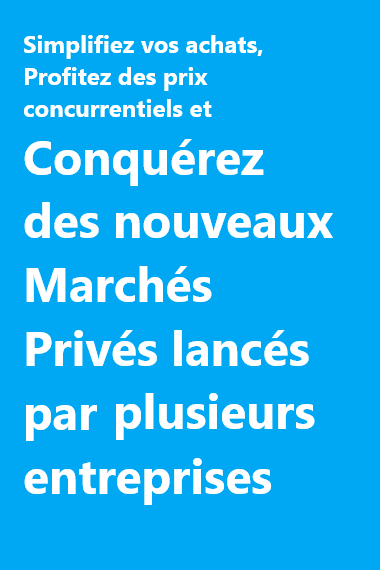 Simplifiez vos achats,
Profitez des prix
concurrentiels et
Conquérez
des nouveaux
Marchés
Privés lancés
par plusieurs
entreprises